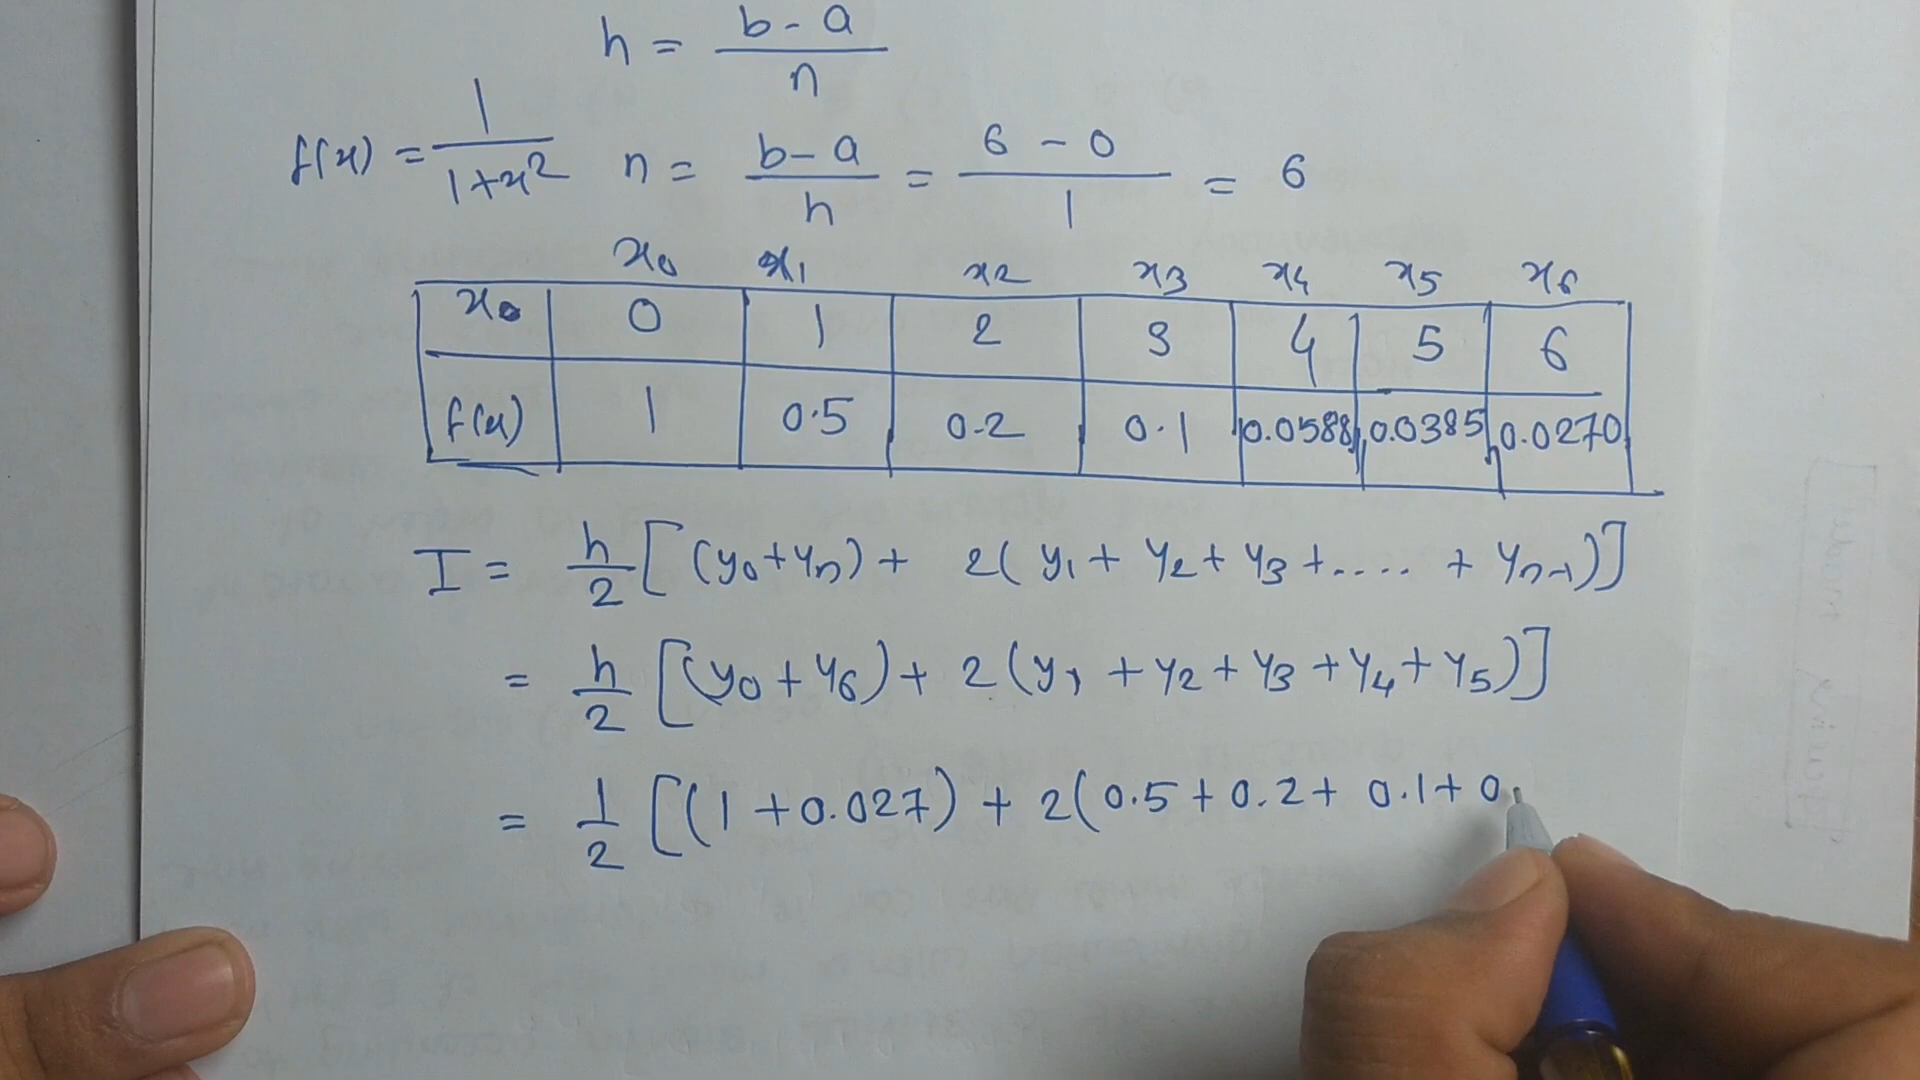 h = b - a / n
f(x) = 1 / 1+x² n = b-a / h = 6 - 0 / 1 = 6
x₀ x₁ x₂ x₃ x₄ x₅ x₆
x 0 1 2 3 4 5 6
f(x) 1 0.5 0.2 0.1 0.0588 0.0385 0.0270
I = h/2 [(y₀+yₙ) + 2( y₁ + y₂ + y₃ + .... + yₙ₋₁)]
= h/2 [(y₀ + y₆) + 2 (y₁ + y₂ + y₃ + y₄ + y₅)]
= 1/2 [(1 + 0.027) + 2(0.5 + 0.2 + 0.1 + 0.